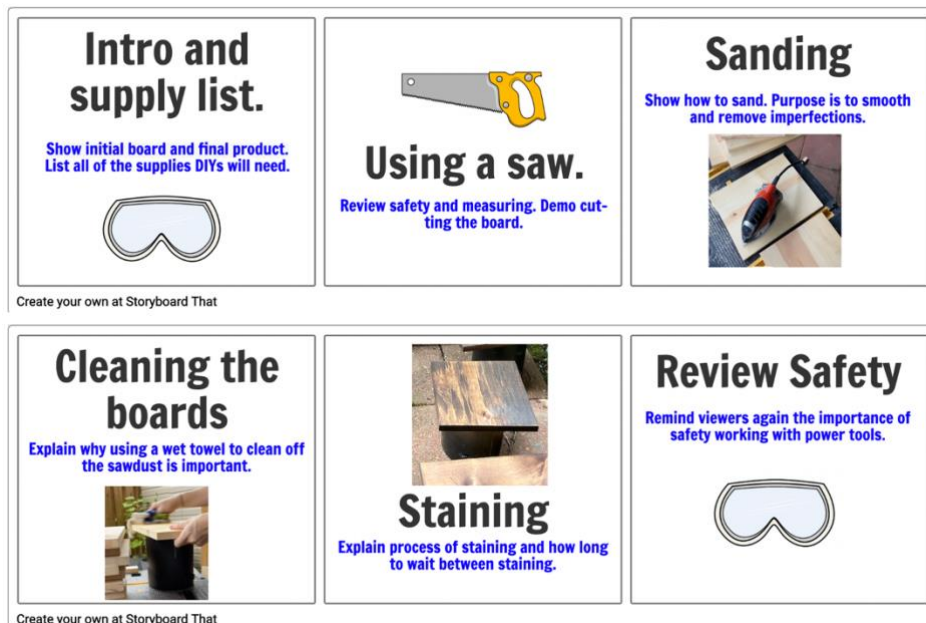 Intro and
supply list.
Show initial board and final product.
List all of the supplies DIYs will need.
Using a saw.
Review safety and measuring. Demo cut-
ting the board.
Sanding
Show how to sand. Purpose is to smooth
and remove imperfections.
Create your own at Storyboard That
Cleaning the
boards
Explain why using a wet towel to clean off
the sawdust is important.
Staining
Explain process of staining and how long
to wait between staining.
Review Safety
Remind viewers again the importance of
safety working with power tools.
Create your own at Storyboard That